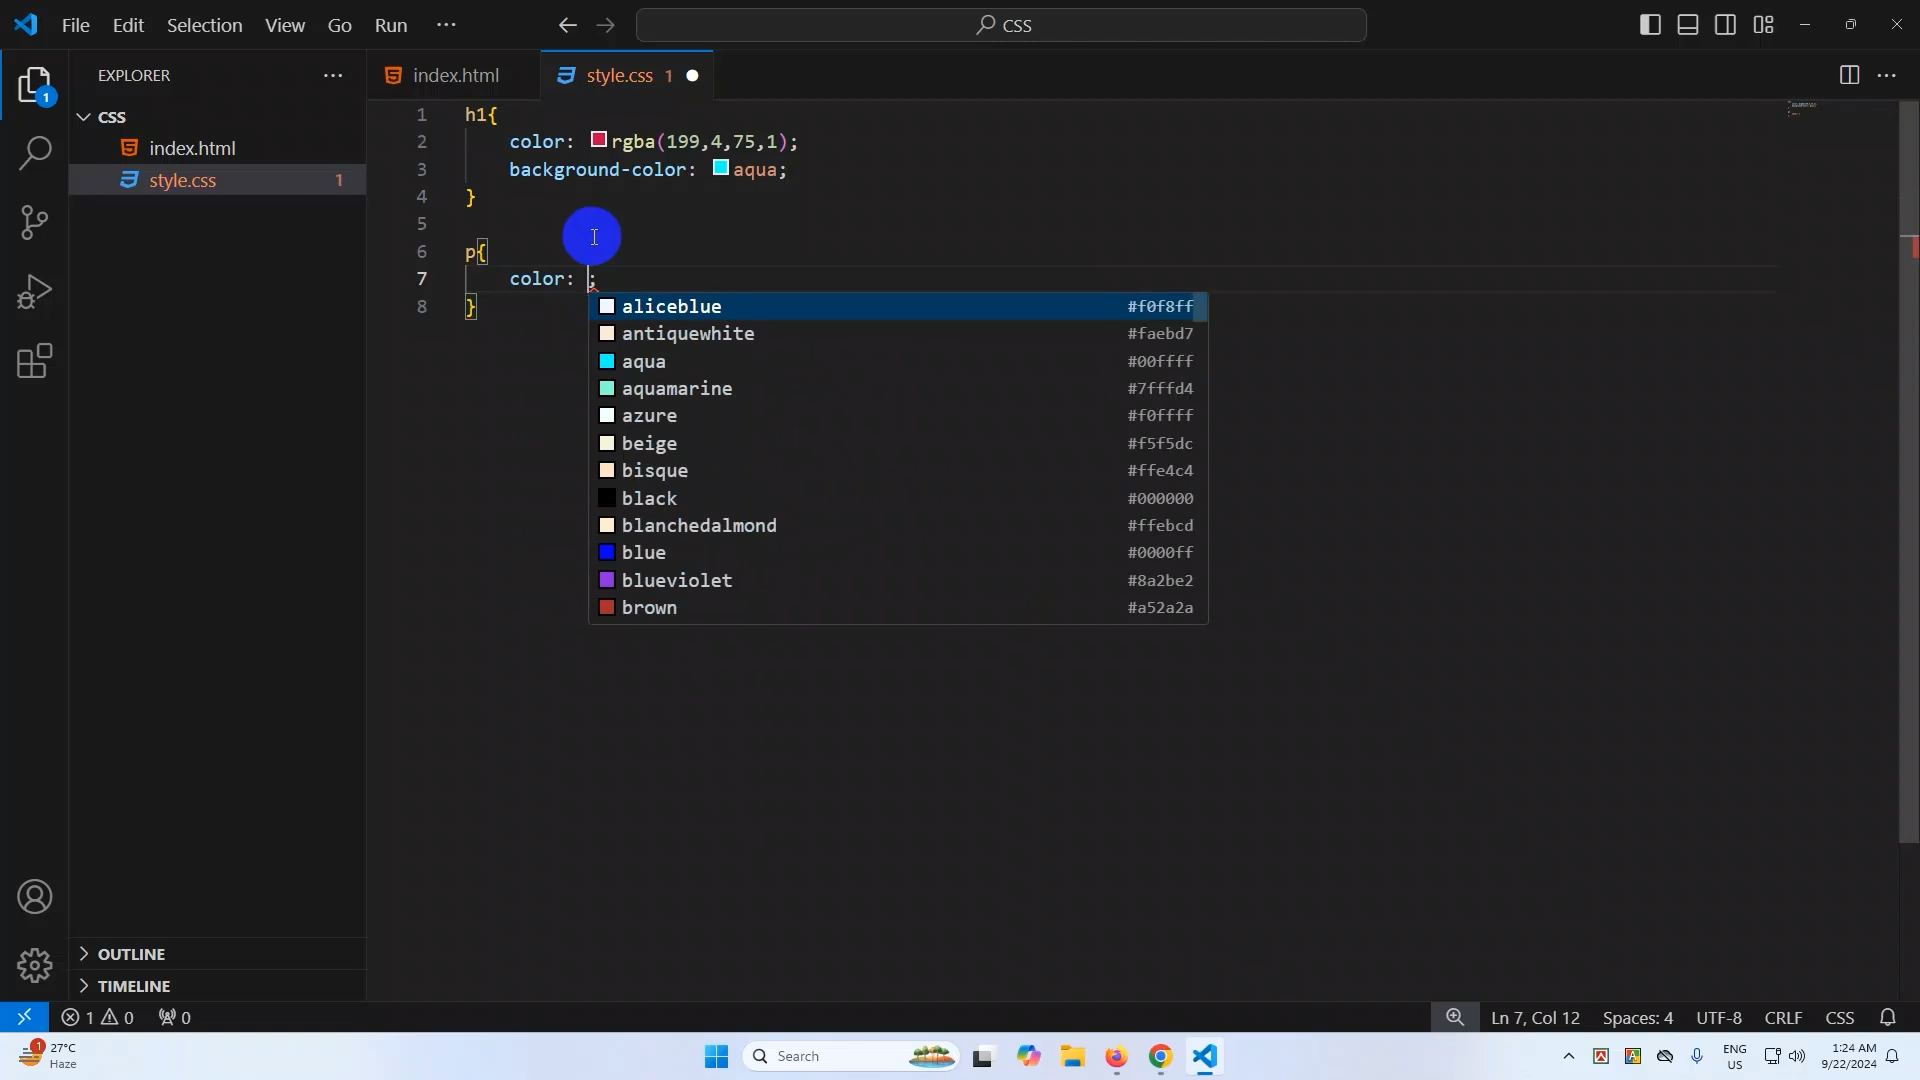 File Edit Selection View Go Run ···
CSS
EXPLORER ···
index.html
style.css 1
1
CSS
index.html
style.css 1
1 h1{
2 color: rgba(199,4,75,1);
3 background-color: aqua;
4 }
5
6 p{
7 color: ;
8 }
aliceblue #f0f8ff
antiquewhite #faebd7
aqua #00ffff
aquamarine #7fffd4
azure #f0ffff
beige #f5f5dc
bisque #ffe4c4
black #000000
blanchedalmond #ffebcd
blue #0000ff
blueviolet #8a2be2
brown #a52a2a
OUTLINE
TIMELINE
1 0 0
Ln 7, Col 12 Spaces: 4 UTF-8 CRLF CSS
1
27°C
Haze
Search
ENG
US
1:24 AM
9/22/2024